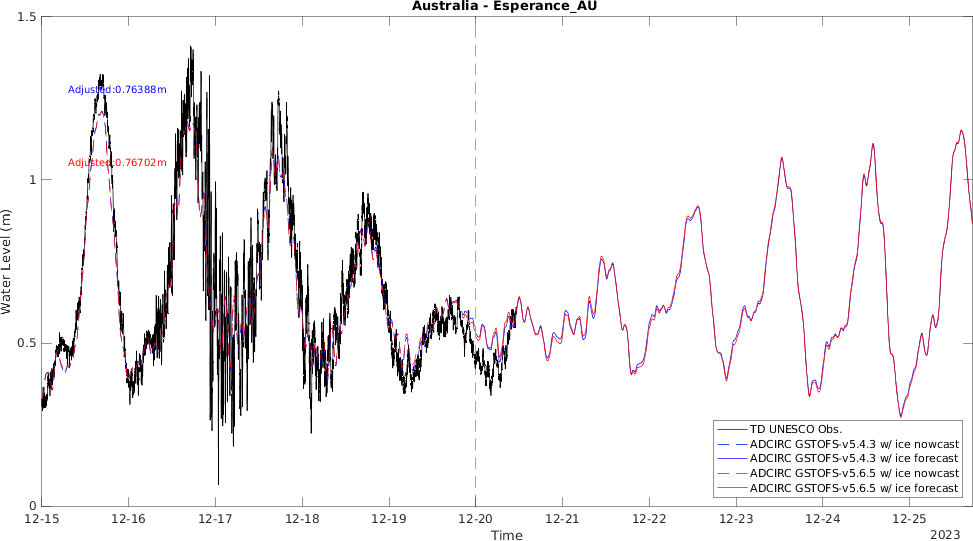 Australia - Esperance_AU
1.5
Adjusted:0.76388m
Adjusted:0.76702m
1
Water Level (m)
0.5
0
TD UNESCO Obs.
ADCIRC GSTOFS-v5.4.3 w/ ice nowcast
ADCIRC GSTOFS-v5.4.3 w/ ice forecast
ADCIRC GSTOFS-v5.6.5 w/ ice nowcast
ADCIRC GSTOFS-v5.6.5 w/ ice forecast
12-15 12-16 12-17 12-18 12-19 12-20 12-21 12-22 12-23 12-24 12-25
Time 2023